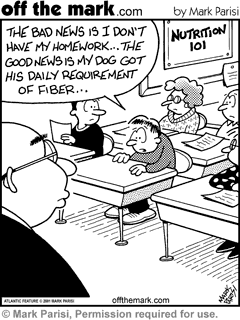 off the mark.com by Mark Parisi
THE BAD NEWS IS I DON'T
HAVE MY HOMEWORK...THE
GOOD NEWS IS MY DOG GOT
HIS DAILY REQUIREMENT
OF FIBER...
NUTRITION
101
MARK PARISI
ATLANTIC FEATURE © 2001 MARK PARISI offthemark.com
© Mark Parisi, Permission required for use.